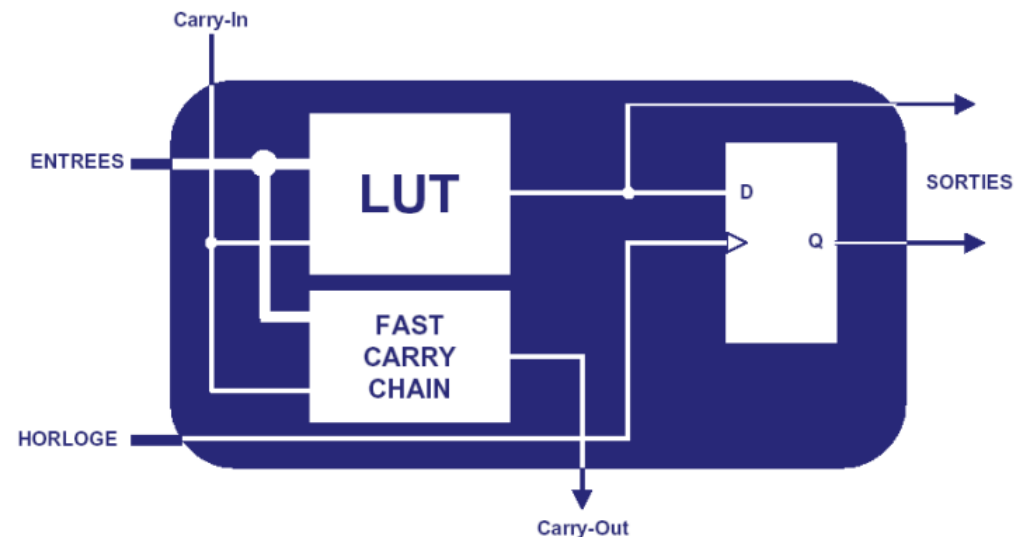 Carry-In
ENTREES
LUT
D
SORTIES
Q
FAST
CARRY
CHAIN
HORLOGE
Carry-Out